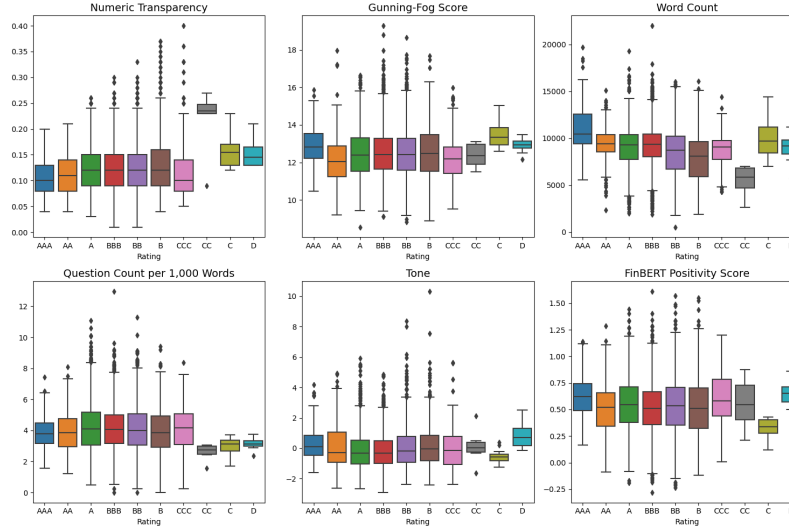 Numeric Transparency
0.40
0.35
0.30
0.25
0.20
0.15
0.10
0.05
0.00
AAA AA A BBB BB B CCC CC C D
Rating
Gunning-Fog Score
18
16
14
12
10
AAA AA A BBB BB B CCC CC C D
Rating
Word Count
20000
15000
10000
5000
0
AAA AA A BBB BB B CCC CC C
Rating
Question Count per 1,000 Words
12
10
8
6
4
2
0
AAA AA A BBB BB B CCC CC C D
Rating
Tone
10
8
6
4
2
0
−2
AAA AA A BBB BB B CCC CC C D
Rating
FinBERT Positivity Score
1.50
1.25
1.00
0.75
0.50
0.25
0.00
−0.25
AAA AA A BBB BB B CCC CC C
Rating